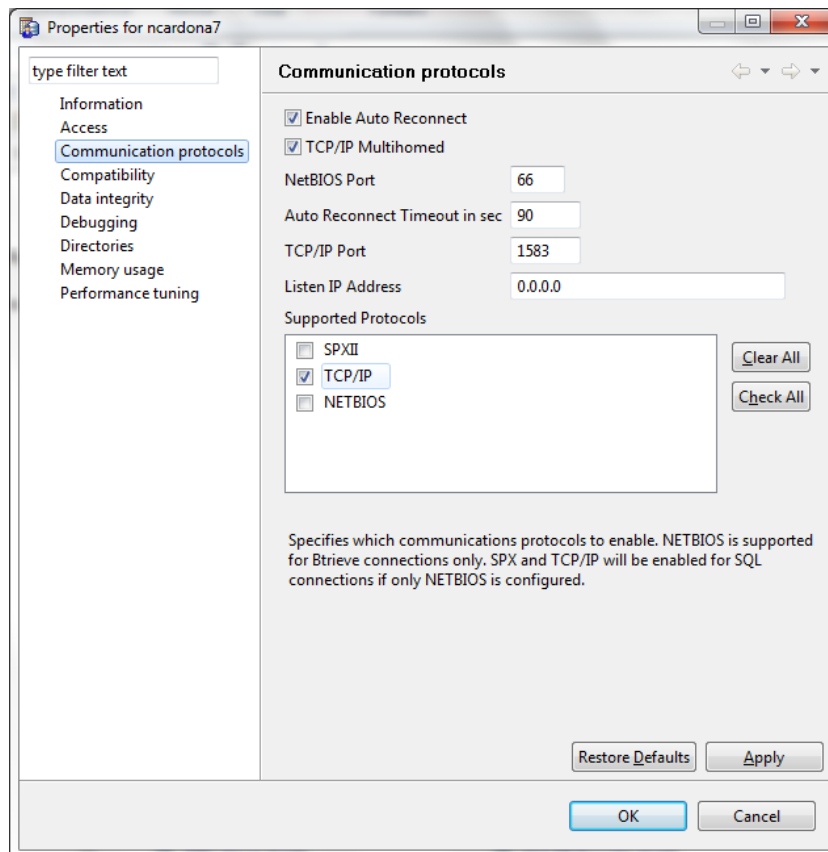 Properties for ncardona7
type filter text
Information
Access
Communication protocols
Compatibility
Data integrity
Debugging
Directories
Memory usage
Performance tuning
Communication protocols
Enable Auto Reconnect
TCP/IP Multihomed
NetBIOS Port 66
Auto Reconnect Timeout in sec 90
TCP/IP Port 1583
Listen IP Address 0.0.0.0
Supported Protocols
SPXII
TCP/IP
NETBIOS
Clear All
Check All
Specifies which communications protocols to enable. NETBIOS is supported
for Btrieve connections only. SPX and TCP/IP will be enabled for SQL
connections if only NETBIOS is configured.
Restore Defaults Apply
OK Cancel